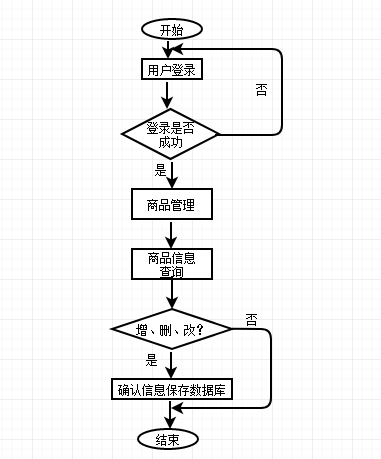 开始
用户登录
否
登录是否
成功
是
商品管理
商品信息
查询
增、删、改?
否
是
确认信息保存数据库
结束